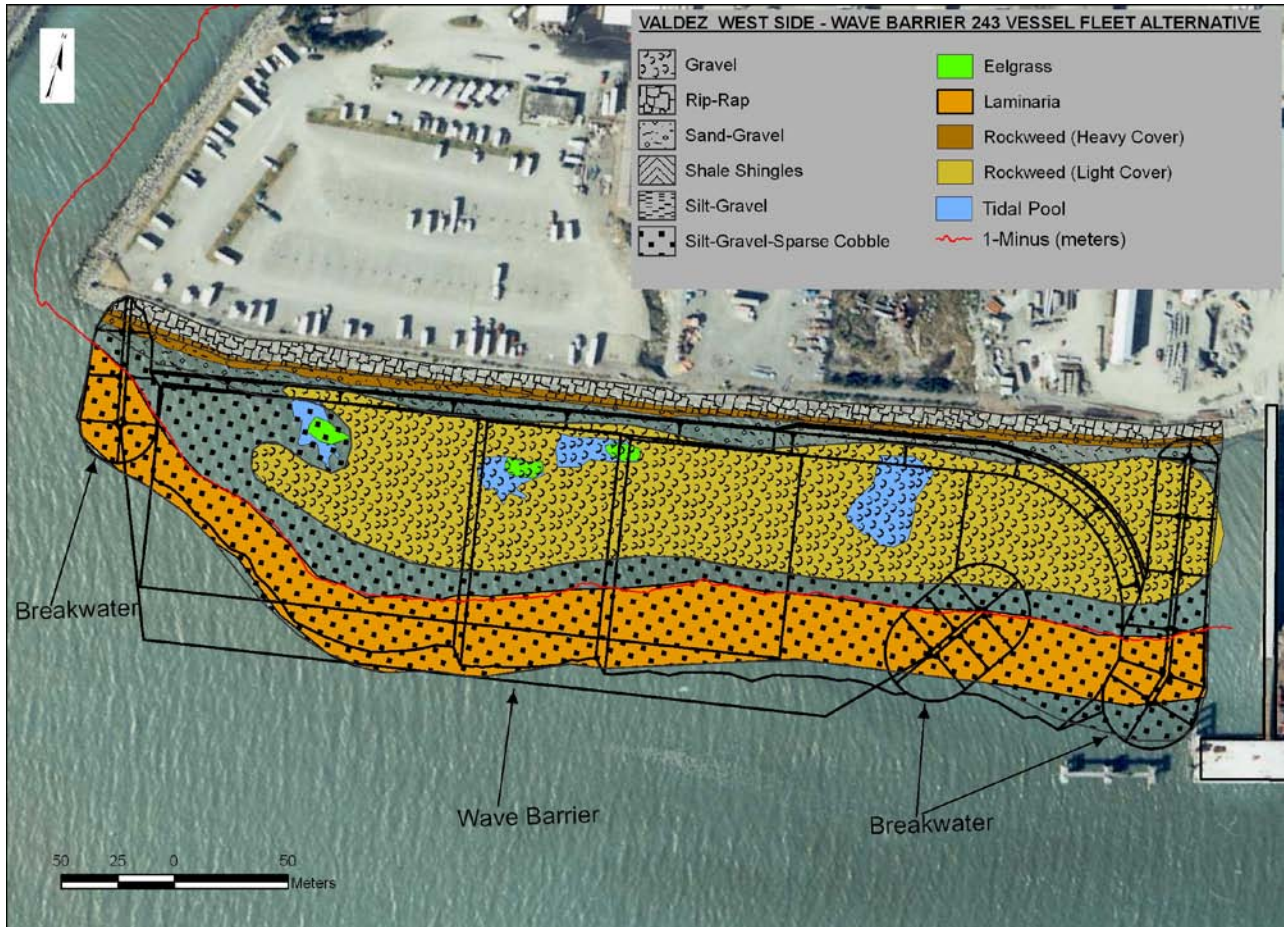 VALDEZ WEST SIDE - WAVE BARRIER 243 VESSEL FLEET ALTERNATIVE
N
Gravel
Rip-Rap
Sand-Gravel
Shale Shingles
Silt-Gravel
Silt-Gravel-Sparse Cobble
Eelgrass
Laminaria
Rockweed (Heavy Cover)
Rockweed (Light Cover)
Tidal Pool
1-Minus (meters)
Breakwater
Wave Barrier
Breakwater
50 25 0 50
Meters